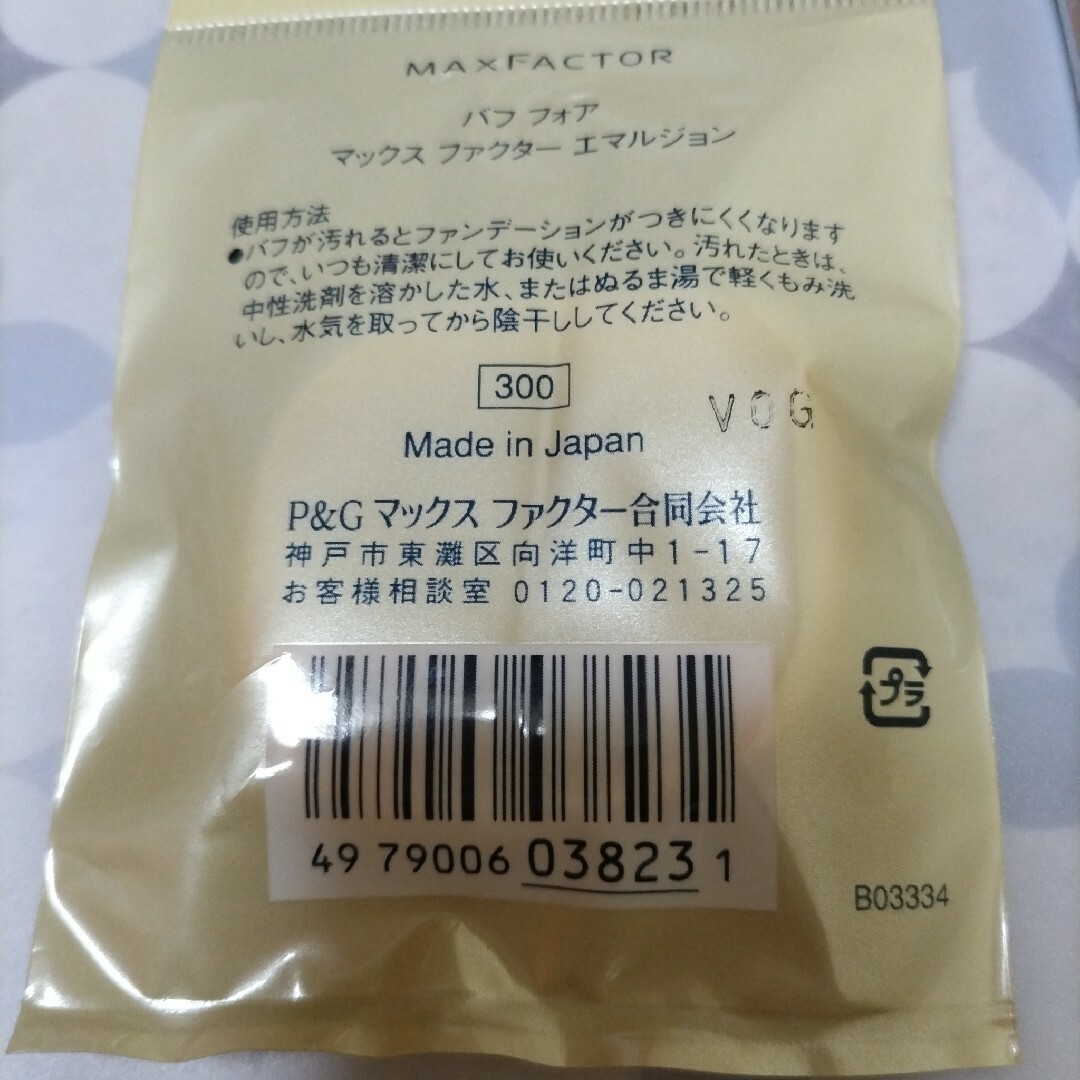 MAXFACTOR
パフ フォア
マックス ファクター エマルジョン
使用方法
●パフが汚れるとファンデーションがつきにくくなります
ので、いつも清潔にしてお使いください。汚れたときは、
中性洗剤を溶かした水、またはぬるま湯で軽くもみ洗
いし、水気を取ってから陰干ししてください。
300
VOG
Made in Japan
P&G マックス ファクター合同会社
神戸市東灘区向洋町中1-17
お客様相談室 0120-021325
プラ
49 79006 03823 1
B03334